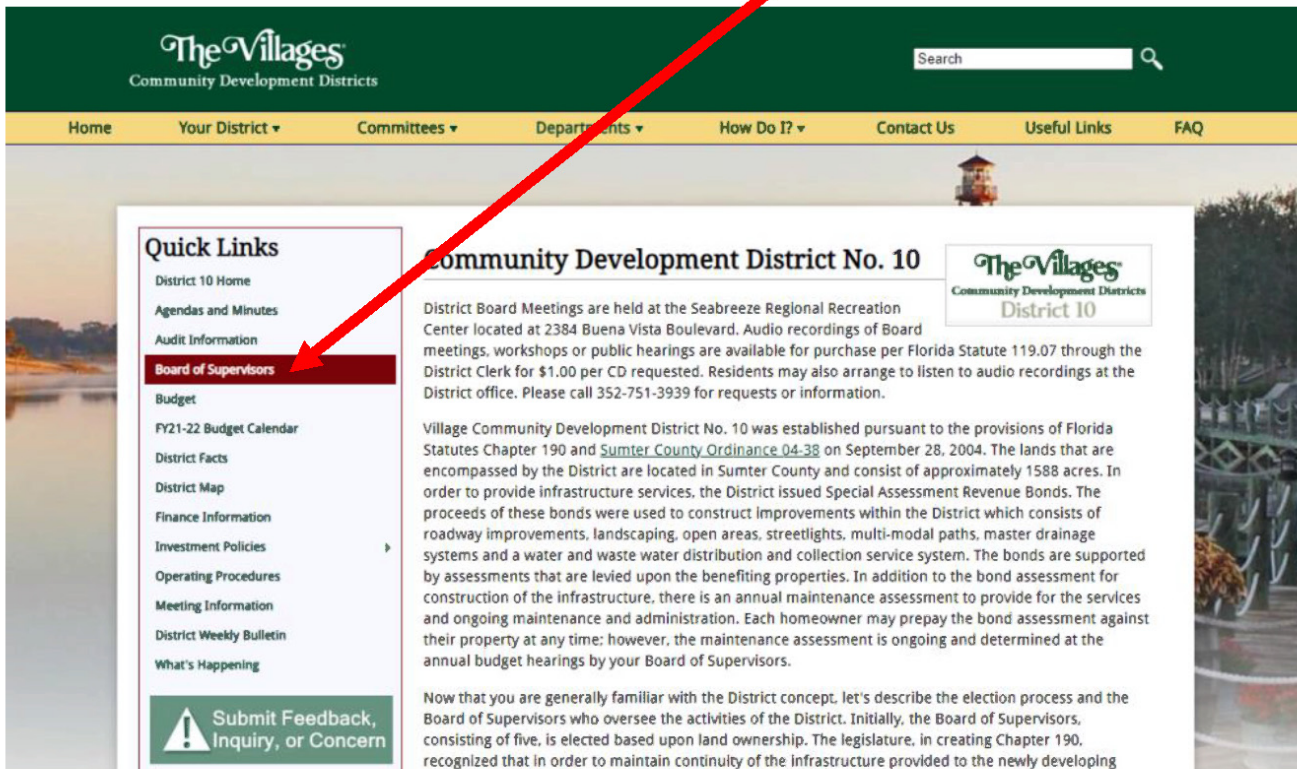 The Villages
Community Development Districts
Search
Home Your District Committees Departments How Do I? Contact Us Useful Links FAQ
Quick Links
District 10 Home
Agendas and Minutes
Audit Information
Board of Supervisors
Budget
FY21-22 Budget Calendar
District Facts
District Map
Finance Information
Investment Policies
Operating Procedures
Meeting Information
District Weekly Bulletin
What's Happening
Submit Feedback,
Inquiry, or Concern
Community Development District No. 10
The Villages
Community Development Districts
District 10
District Board Meetings are held at the Seabreeze Regional Recreation
Center located at 2384 Buena Vista Boulevard. Audio recordings of Board
meetings, workshops or public hearings are available for purchase per Florida Statute 119.07 through the
District Clerk for $1.00 per CD requested. Residents may also arrange to listen to audio recordings at the
District office. Please call 352-751-3939 for requests or information.
Village Community Development District No. 10 was established pursuant to the provisions of Florida
Statutes Chapter 190 and Sumter County Ordinance 04-38 on September 28, 2004. The lands that are
encompassed by the District are located in Sumter County and consist of approximately 1588 acres. In
order to provide infrastructure services, the District issued Special Assessment Revenue Bonds. The
proceeds of these bonds were used to construct improvements within the District which consists of
roadway improvements, landscaping, open areas, streetlights, multi-modal paths, master drainage
systems and a water and waste water distribution and collection service system. The bonds are supported
by assessments that are levied upon the benefiting properties. In addition to the bond assessment for
construction of the infrastructure, there is an annual maintenance assessment to provide for the services
and ongoing maintenance and administration. Each homeowner may prepay the bond assessment against
their property at any time; however, the maintenance assessment is ongoing and determined at the
annual budget hearings by your Board of Supervisors.
Now that you are generally familiar with the District concept, let's describe the election process and the
Board of Supervisors who oversee the activities of the District. Initially, the Board of Supervisors,
consisting of five, is elected based upon land ownership. The legislature, in creating Chapter 190,
recognized that in order to maintain continuity of the infrastructure provided to the newly developing